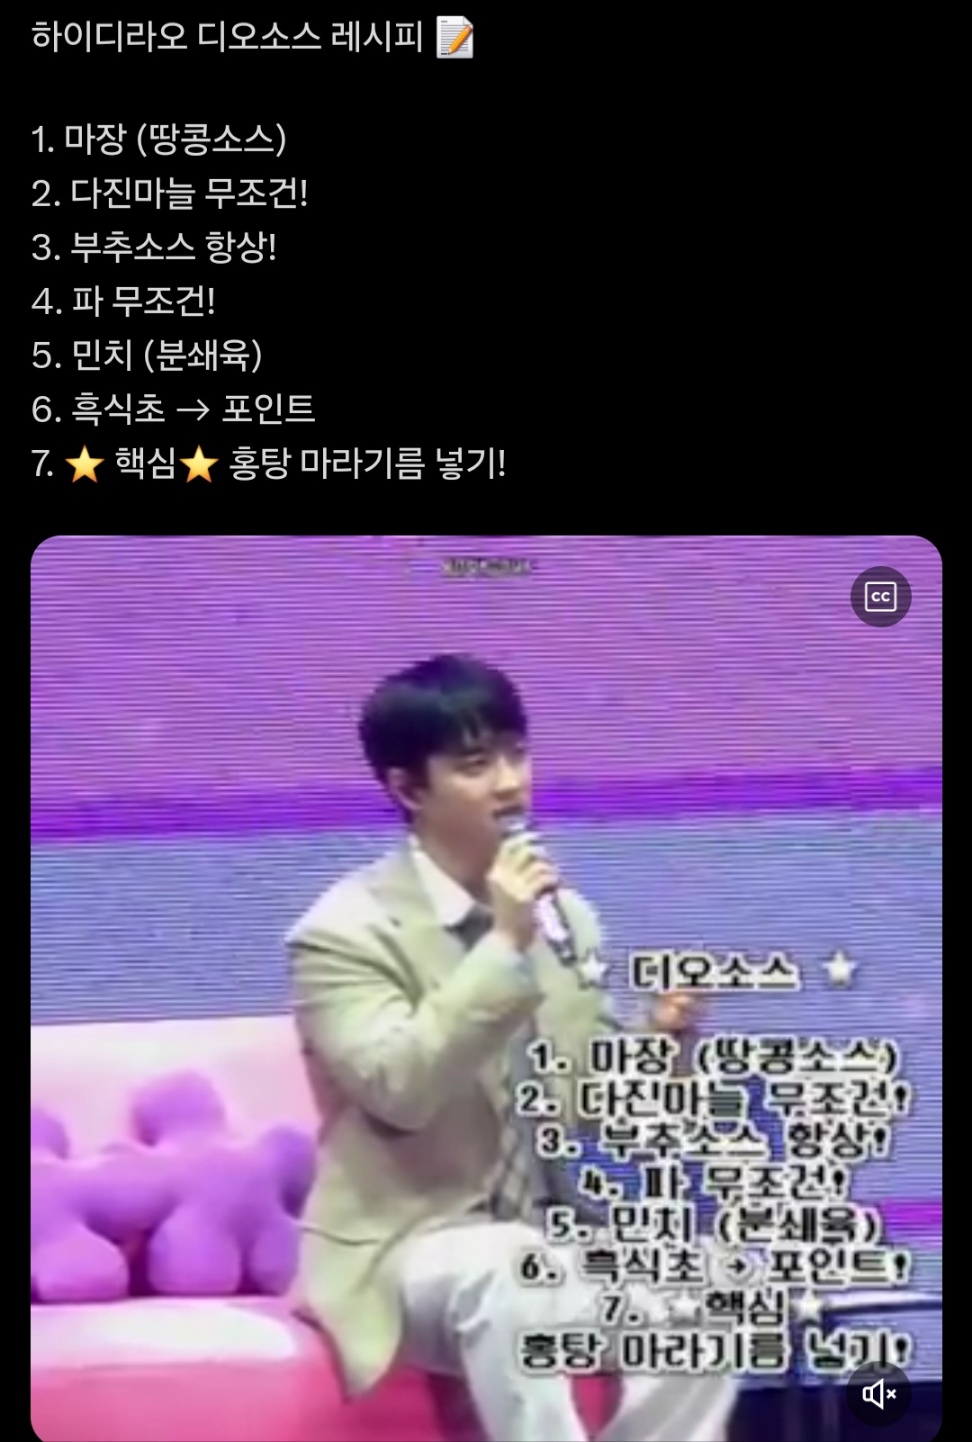 하이디라오 디오소스 레시피 📝
1. 마장 (땅콩소스)
2. 다진마늘 무조건!
3. 부추소스 항상!
4. 파 무조건!
5. 민치 (분쇄육)
6. 흑식초 → 포인트
7. ⭐ 핵심⭐ 홍탕 마라기름 넣기!
CC
☆ 디오소스 ☆
1. 마장 (땅콩소스)
2. 다진마늘 무조건!
3. 부추소스 항상!
4. 파 무조건!
5. 민치 (분쇄육)
6. 흑식초 → 포인트!
7. ☆핵심☆
홍탕 마라기름 넣기!